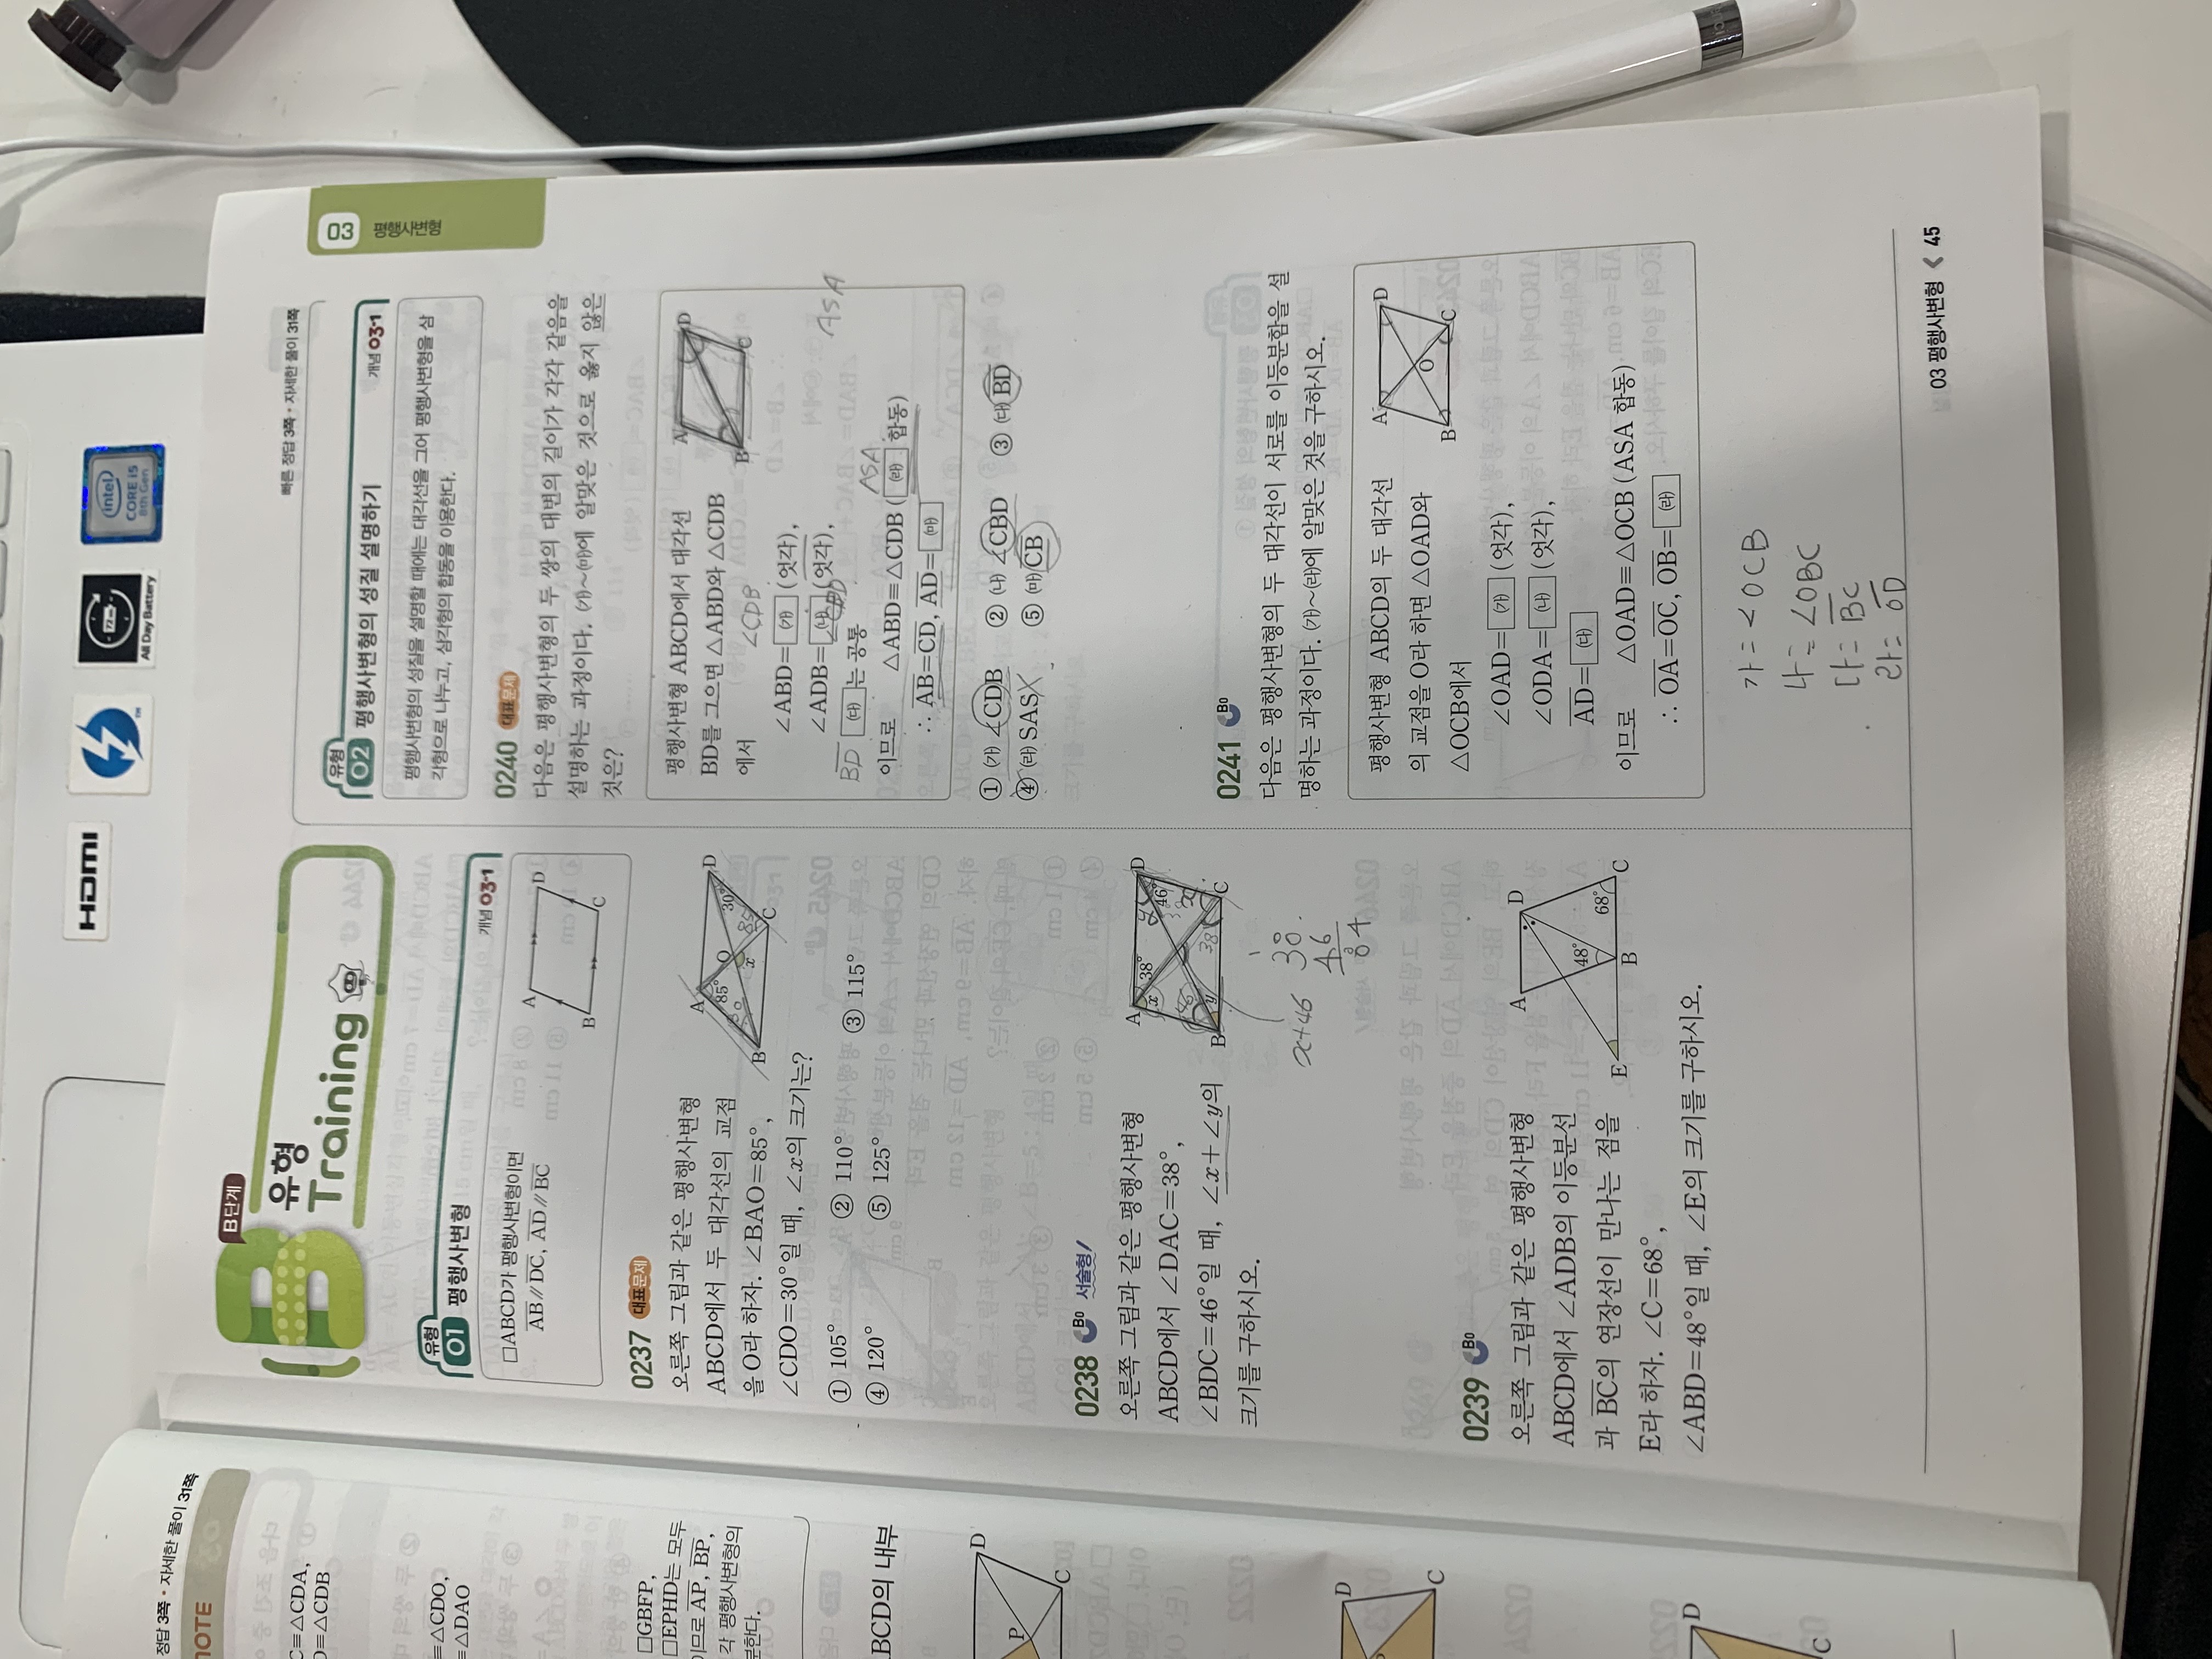 HDMI
72
All Day Battery
intel
CORE i5
8th Gen
정답 3쪽 • 자세한 풀이 31쪽
NOTE
C≡△CDA,
D≡△CDB
≡△CDO,
≡△DAO
□GBFP,
□EPHD는 모두
이므로 AP, BP,
각 평행사변형의
분한다.
BCD의 내부
D
P
C
D
C
D
C
B단계
B 유형
Training
빠른 정답 3쪽 • 자세한 풀이 31쪽
03 평행사변형
유형
01 평행사변형
개념 03-1
□ABCD가 평행사변형이면
AB∥DC, AD∥BC
A
D
B
C
0237 대표문제
오른쪽 그림과 같은 평행사변형
ABCD에서 두 대각선의 교점
을 O라 하자. ∠BAO=85°,
∠CDO=30°일 때, ∠x의 크기는?
A
D
85° O 30°
30 x 85
B
C
① 105° ② 110° ③ 115°
④ 120° ⑤ 125°
0238 B0 서술형!
오른쪽 그림과 같은 평행사변형
ABCD에서 ∠DAC=38°,
∠BDC=46°일 때, ∠x+∠y의
크기를 구하시오.
A
D
x 38° y
46°
46 x
B y 38 C
x+46
1
38
46
84
0239 B0
오른쪽 그림과 같은 평행사변형
ABCD에서 ∠ADB의 이등분선
과 BC의 연장선이 만나는 점을
E라 하자. ∠C=68°,
∠ABD=48°일 때, ∠E의 크기를 구하시오.
A D
48°
68°
E B C
유형
02 평행사변형의 성질 설명하기
개념 03-1
평행사변형의 성질을 설명할 때에는 대각선을 그어 평행사변형을 삼
각형으로 나누고, 삼각형의 합동을 이용한다.
0240 대표문제
다음은 평행사변형의 두 쌍의 대변의 길이가 각각 같음을
설명하는 과정이다. ㈎~㈒에 알맞은 것으로 옳지 않은
것은?
평행사변형 ABCD에서 대각선
BD를 그으면 △ABD와 △CDB
에서
A D
B C
∠CDB
∠ABD=㈎ (엇각),
∠ADB=㈏ (엇각),
∠CBD
ASA
BD ㈐는 공통
ASA
이므로 △ABD≡△CDB (㈑ 합동)
∴ AB=CD, AD=㈒
① ㈎ ∠CDB ② ㈏ ∠CBD ③ ㈐ BD
④ ㈑ SAS X ⑤ ㈒ CB
0241 B0
다음은 평행사변형의 두 대각선이 서로를 이등분함을 설
명하는 과정이다. ㈎~㈑에 알맞은 것을 구하시오.
평행사변형 ABCD의 두 대각선
의 교점을 O라 하면 △OAD와
△OCB에서
A D
O
B C
∠OAD=㈎ (엇각),
∠ODA=㈏ (엇각),
AD=㈐
이므로 △OAD≡△OCB (ASA 합동)
∴ OA=OC, OB=㈑
가=∠OCB
나=∠OBC
다=BC
라=OD
03 평행사변형 45